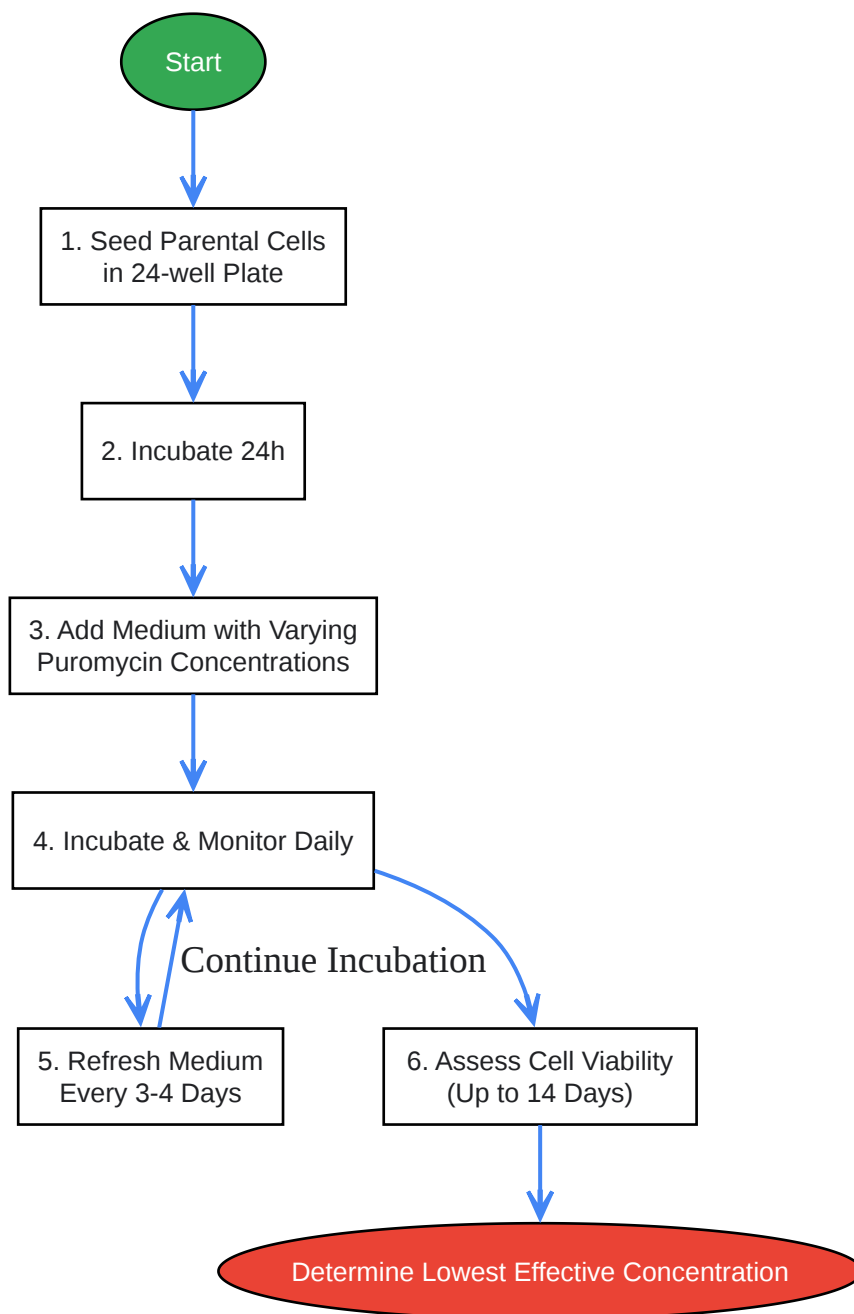 Start
1. Seed Parental Cells
in 24-well Plate
2. Incubate 24h
3. Add Medium with Varying
Puromycin Concentrations
4. Incubate & Monitor Daily
Continue Incubation
5. Refresh Medium
Every 3-4 Days
6. Assess Cell Viability
(Up to 14 Days)
Determine Lowest Effective Concentration